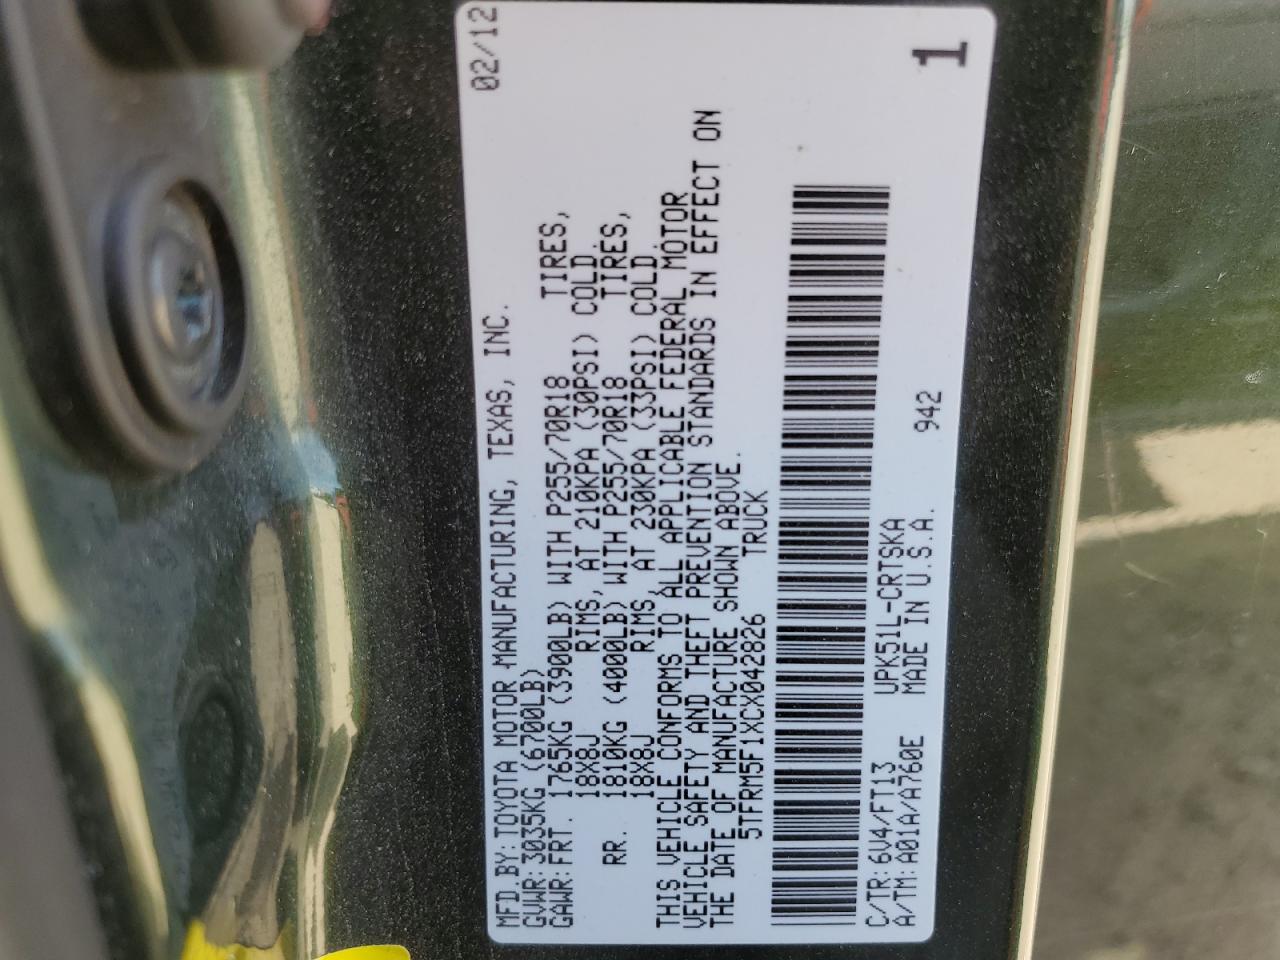 MFD BY: TOYOTA MOTOR MANUFACTURING, TEXAS, INC. 02/12
GVWR: 3035KG (6700LB)
GAWR: FRT. 1765KG (3900LB) WITH P255/70R18 TIRES,
18X8J RIMS, AT 210KPA (30PSI) COLD.
RR. 1810KG (4000LB) WITH P255/70R18 TIRES,
18X8J RIMS, AT 230KPA (33PSI) COLD.
THIS VEHICLE CONFORMS TO ALL APPLICABLE FEDERAL MOTOR
VEHICLE SAFETY AND THEFT PREVENTION STANDARDS IN EFFECT ON
THE DATE OF MANUFACTURE SHOWN ABOVE.
5TFRM5F1XCX042826 TRUCK
C/TR: 6V4/FT13 UPK51L-CRTSKA
A/TM: A01A/A760E MADE IN U.S.A. 942
1